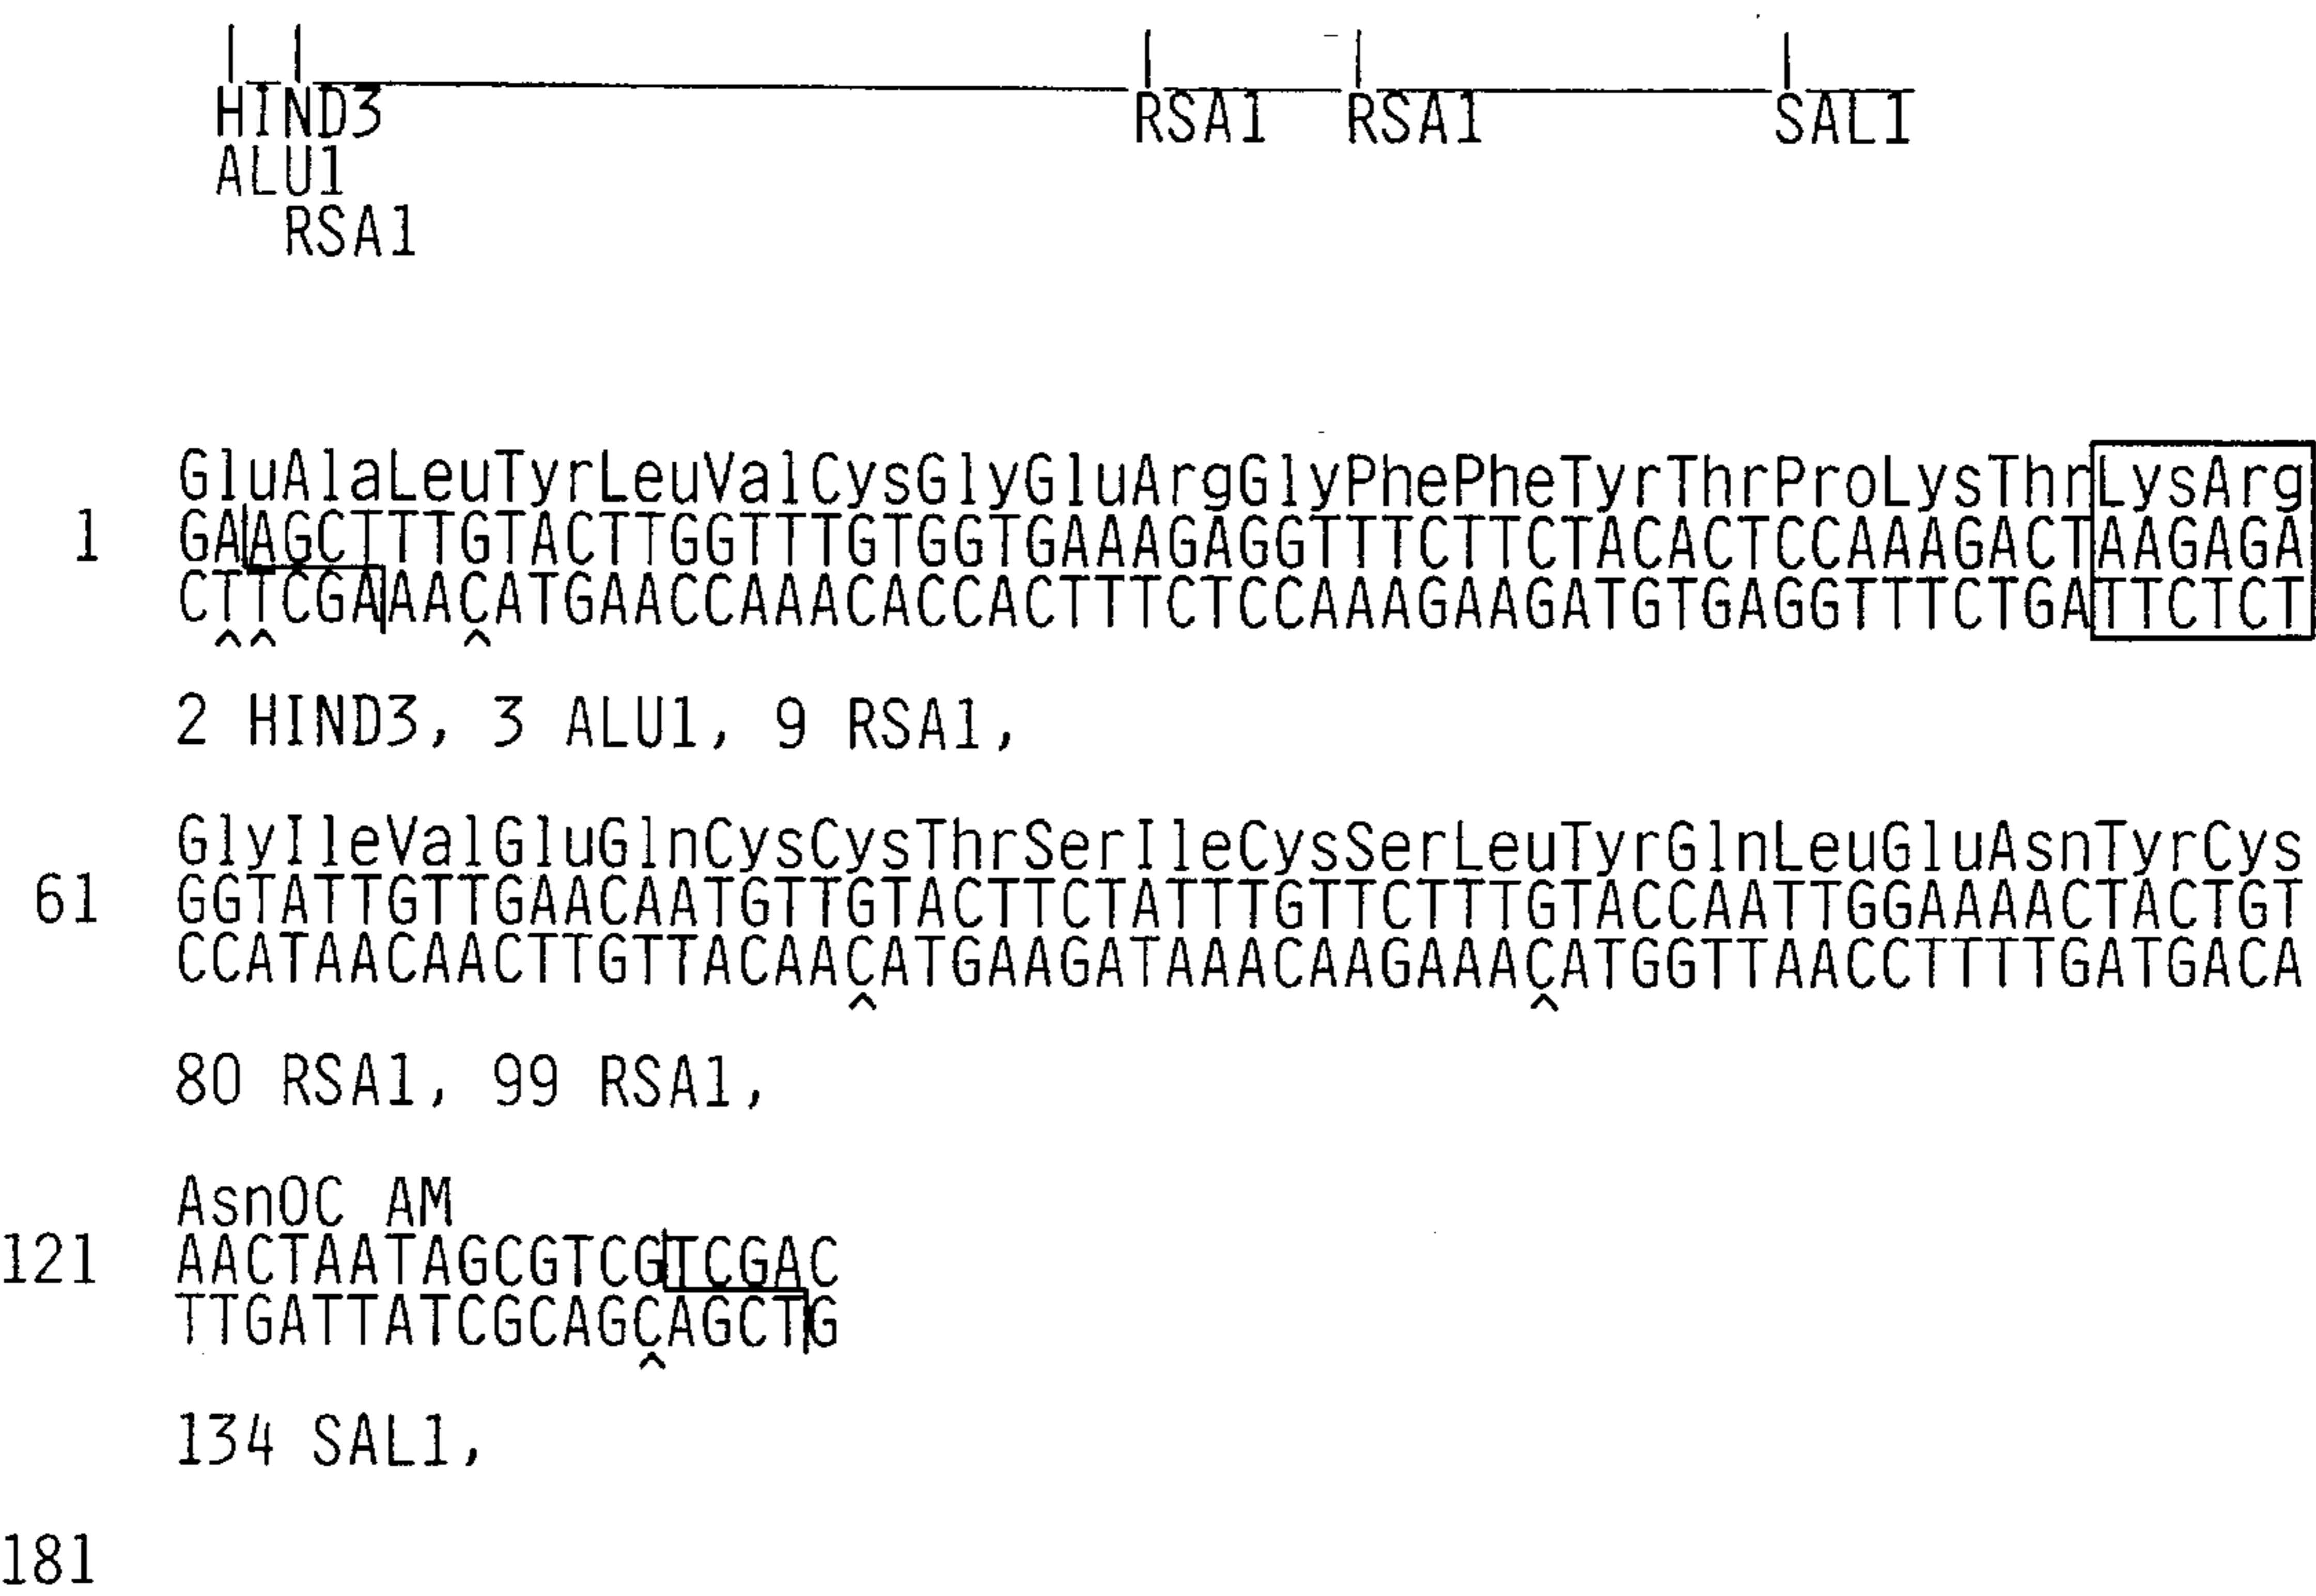 HIND3 RSA1 RSA1 SAL1
ALU1
RSA1
GluAlaLeuTyrLeuValCysGlyGluArgGlyPhePheTyrThrProLysThrLysArg
1 GAAGCTTTGTACTTGGTTTGTGGTGAAAGAGGTTTCTTCTACACTCCAAAGACTAAGAGA
CTTCGAAACATGAACCAAACACCACTTTCTCCAAAGAAGATGTGAGGTTTCTGATTCTCT
^^ ^
2 HIND3, 3 ALU1, 9 RSA1,
GlyIleValGluGlnCysCysThrSerIleCysSerLeuTyrGlnLeuGluAsnTyrCys
61 GGTATTGTTGAACAATGTTGTACTTCTATTTGTTCTTTGTACCAATTGGAAAACTACTGT
CCATAACAACTTGTTACAACATGAAGATAAACAAGAAACATGGTTAACCTTTTGATGACA
^ ^
80 RSA1, 99 RSA1,
AsnOC AM
121 AACTAATAGCGTCGTCGAC
TTGATTATCGCAGCAGCTG
^
134 SAL1,
181